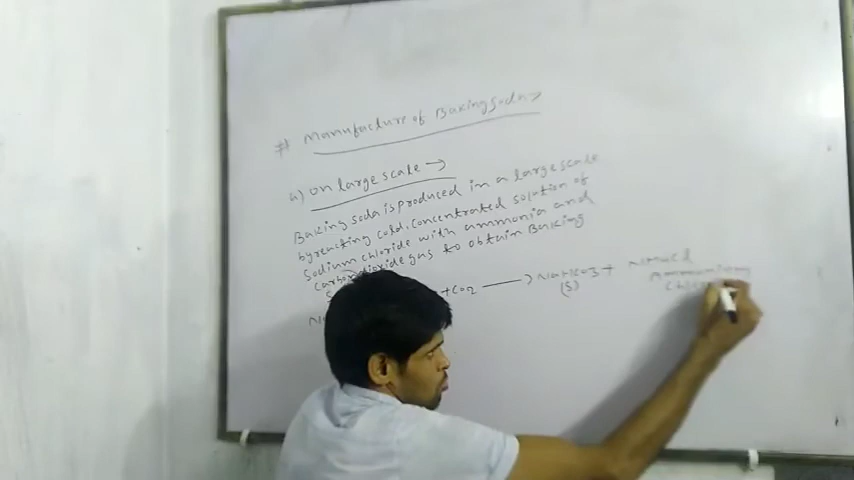 # Manufacture of Baking soda →
a) on large scale →
Baking soda is produced in a large scale
by reacting cold, concentrated solution of
sodium chloride with ammonia and
carbon dioxide gas to obtain Baking
+CO2 → NaHCO3 + NH4Cl
(s) Ammonium